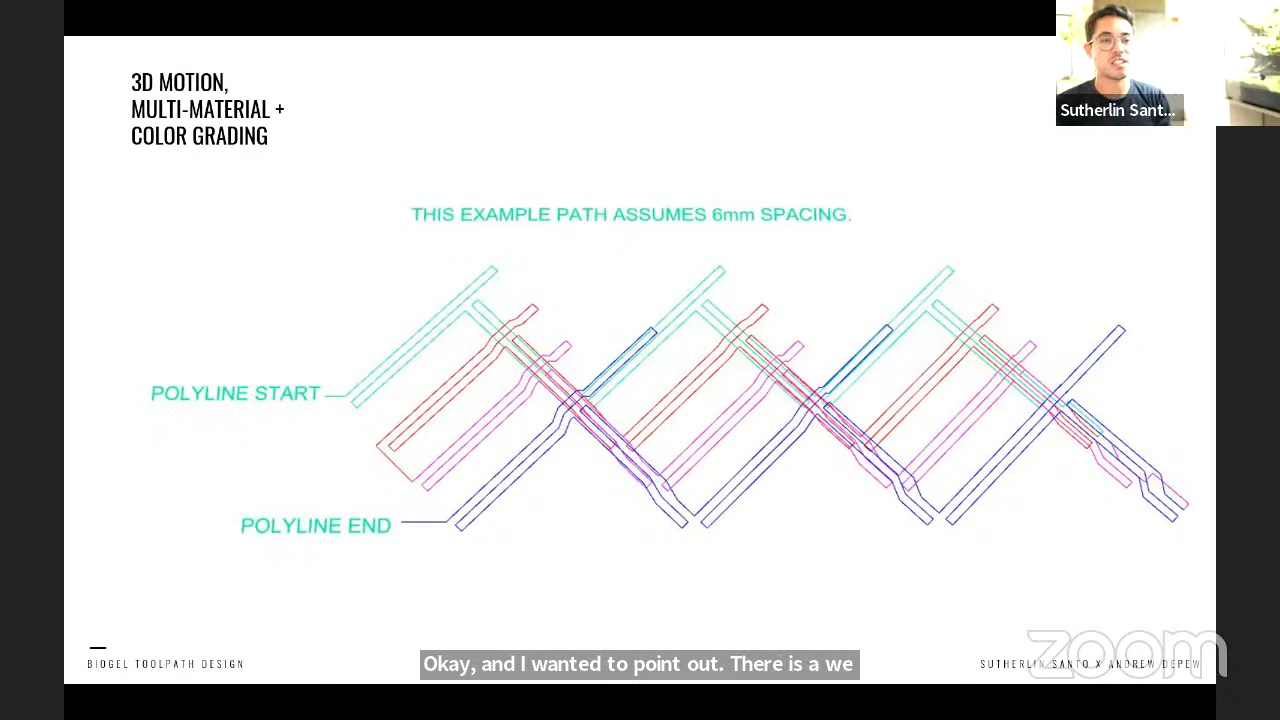 3D MOTION,
MULTI-MATERIAL +
COLOR GRADING
Sutherlin Sant...
THIS EXAMPLE PATH ASSUMES 6mm SPACING.
POLYLINE START
POLYLINE END
BIOGEL TOOLPATH DESIGN
Okay, and I wanted to point out. There is a we
SUTHERLIN SANTO X ANDREW DEPEW
zoom